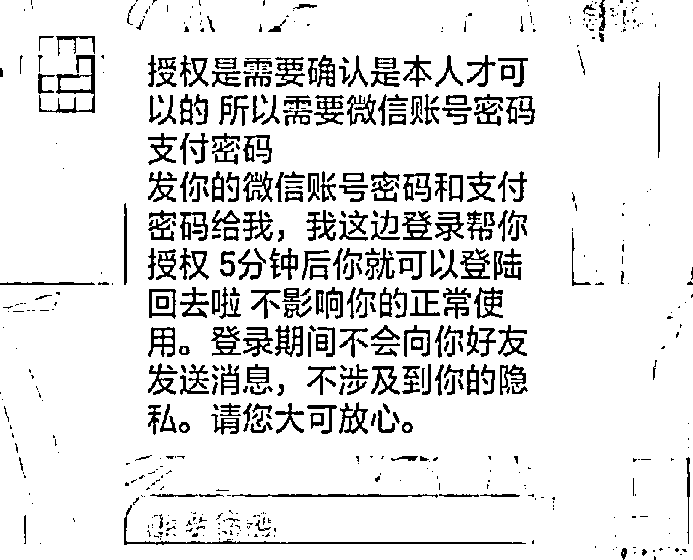 授权是需要确认是本人才可
以的 所以需要微信账号密码
支付密码
发你的微信账号密码和支付
密码给我，我这边登录帮你
授权 5分钟后你就可以登陆
回去啦 不影响你的正常使
用。登录期间不会向你好友
发送消息，不涉及到你的隐
私。请您大可放心。